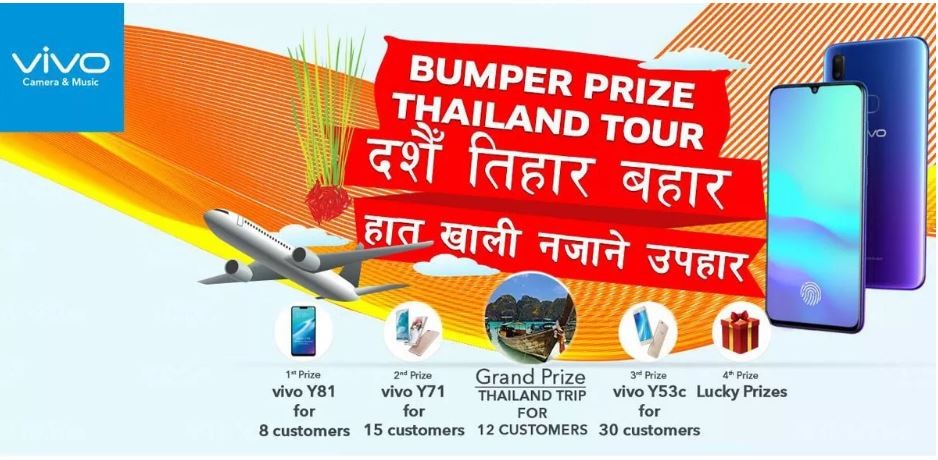 vivo
Camera & Music
BUMPER PRIZE
THAILAND TOUR
दशैँ तिहार बहार
हात खाली नजाने उपहार
vivo
1st Prize
vivo Y81
for
8 customers
2nd Prize
vivo Y71
for
15 customers
Grand Prize
THAILAND TRIP
FOR
12 CUSTOMERS
3rd Prize
vivo Y53c
for
30 customers
4th Prize
Lucky Prizes